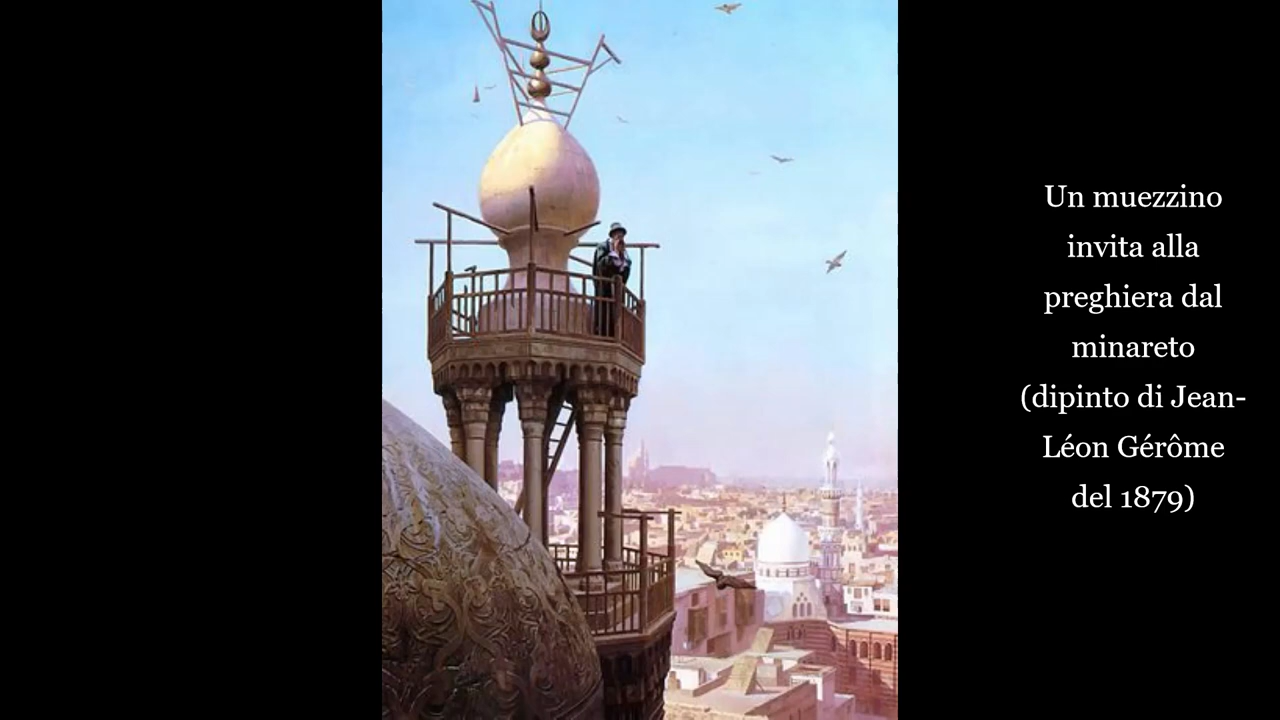 Un muezzino
invita alla
preghiera dal
minareto
(dipinto di Jean-
Léon Gérôme
del 1879)